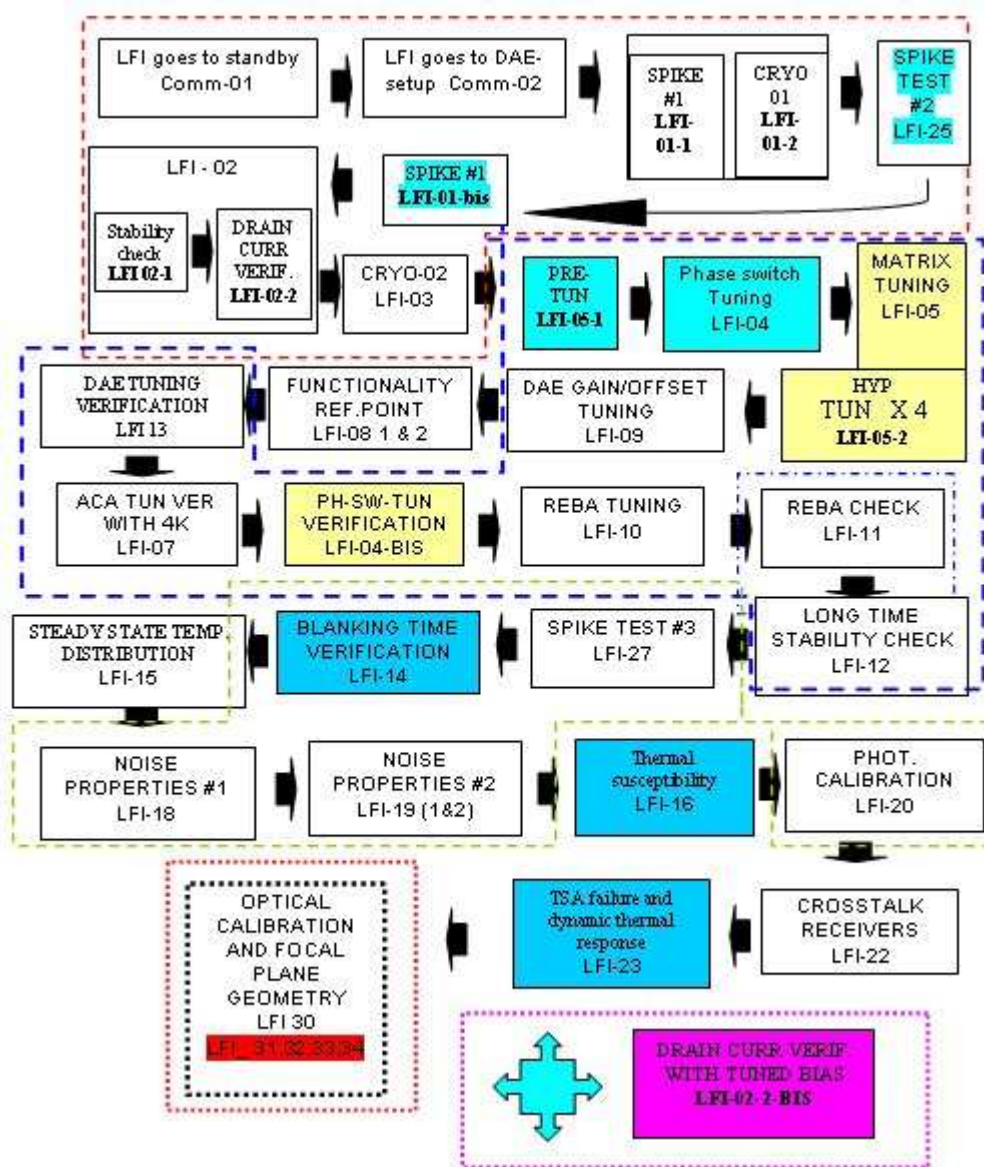 LFI goes to standby
Comm-01
LFI goes to DAE-
setup Comm-02
SPIKE
#1
LFI-
01-1
CRYO
01
LFI-
01-2
SPIKE
TEST
#2
LFI-25
LFI - 02
Stability
check
LFI 02-1
DRAIN
CURR
VERIF.
LFI-02-2
SPIKE #1
LFI-01-bis
CRYO-02
LFI-03
PRE-
TUN
LFI-05-1
Phase switch
Tuning
LFI-04
MATRIX
TUNING
LFI-05
HYP
TUN X 4
LFI-05-2
DAE GAIN/OFFSET
TUNING
LFI-09
FUNCTIONALITY
REF.POINT
LFI-08 1 & 2
DAE TUNING
VERIFICATION
LFI 13
ACA TUN VER
WITH 4K
LFI-07
PH-SW-TUN
VERIFICATION
LFI-04-BIS
REBA TUNING
LFI-10
REBA CHECK
LFI-11
LONG TIME
STABILITY CHECK
LFI-12
SPIKE TEST #3
LFI-27
BLANKING TIME
VERIFICATION
LFI-14
STEADY STATE TEMP.
DISTRIBUTION
LFI-15
NOISE
PROPERTIES #1
LFI-18
NOISE
PROPERTIES #2
LFI-19 (1&2)
Thermal
susceptibility
LFI-16
PHOT.
CALIBRATION
LFI-20
CROSSTALK
RECEIVERS
LFI-22
TSA failure and
dynamic thermal
response
LFI-23
OPTICAL
CALIBRATION
AND FOCAL
PLANE
GEOMETRY
LFI 30
LFI_ 31,32,33,34
DRAIN CURR VERIF.
WITH TUNED BIAS
LFI-02-2-BIS